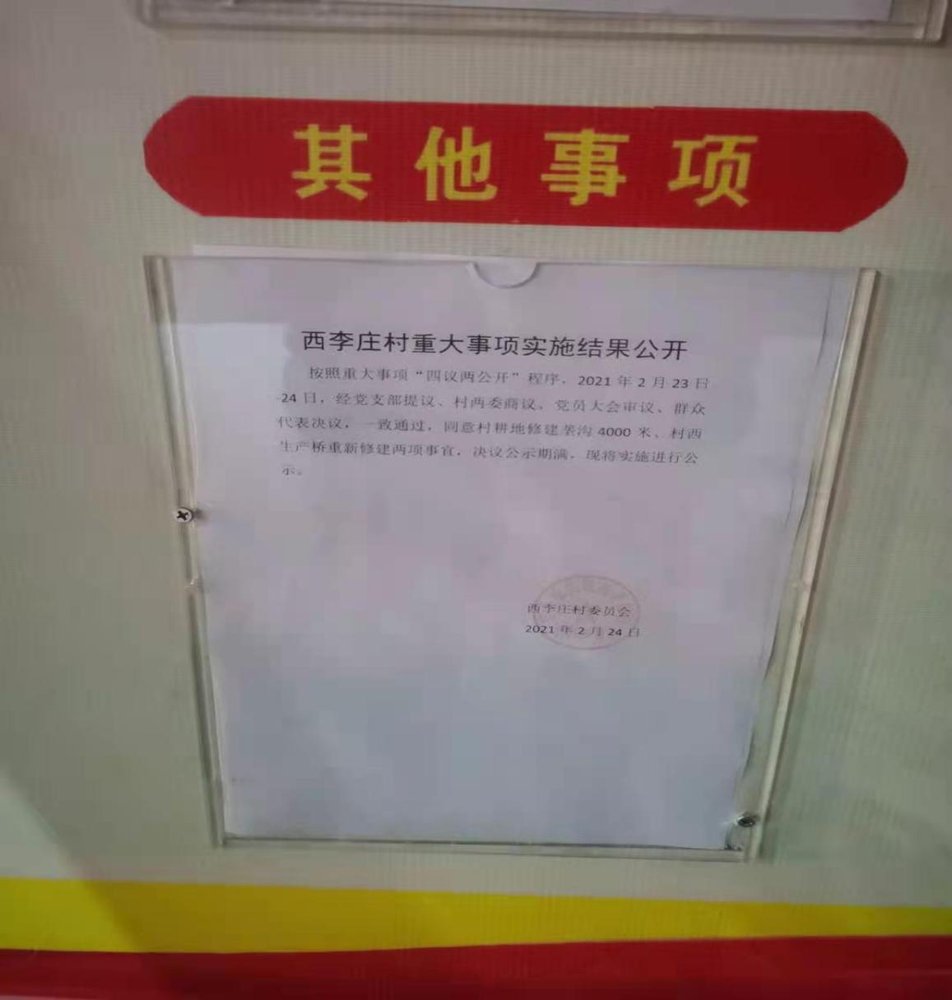 其他事项
西李庄村重大事项实施结果公开
按照重大事项“四议两公开”程序，2021年2月23日
-24日，经党支部提议、村两委商议、党员大会审议、群众
代表决议，一致通过，同意村耕地修建垄沟4000米、村西
生产桥重新修建两项事宜，决议公示期满，现将实施进行公
示。
西李庄村委员会
2021年2月24日